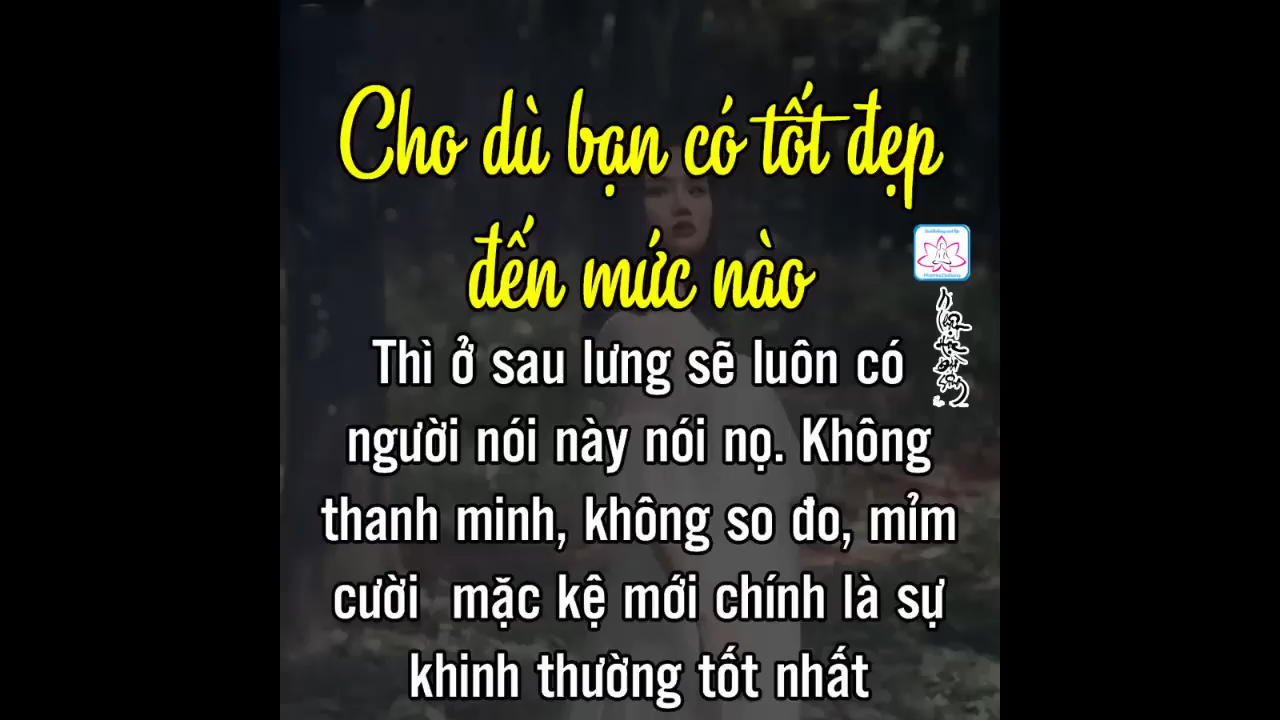 Cho dù bạn có tốt đẹp
đến mức nào
Thì ở sau lưng sẽ luôn có
người nói này nói nọ. Không
thanh minh, không so đo, mỉm
cười  mặc kệ mới chính là sự
khinh thường tốt nhất